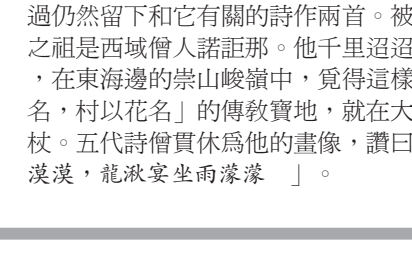 過仍然留下和它有關的詩作兩首。被
之祖是西域僧人諾詎那。他千里迢迢
，在東海邊的崇山峻嶺中，覓得這樣
名，村以花名」的傳教寶地，就在大
杖。五代詩僧貫休為他的畫像，讚曰
漠漠，龍湫宴坐雨濛濛　」。